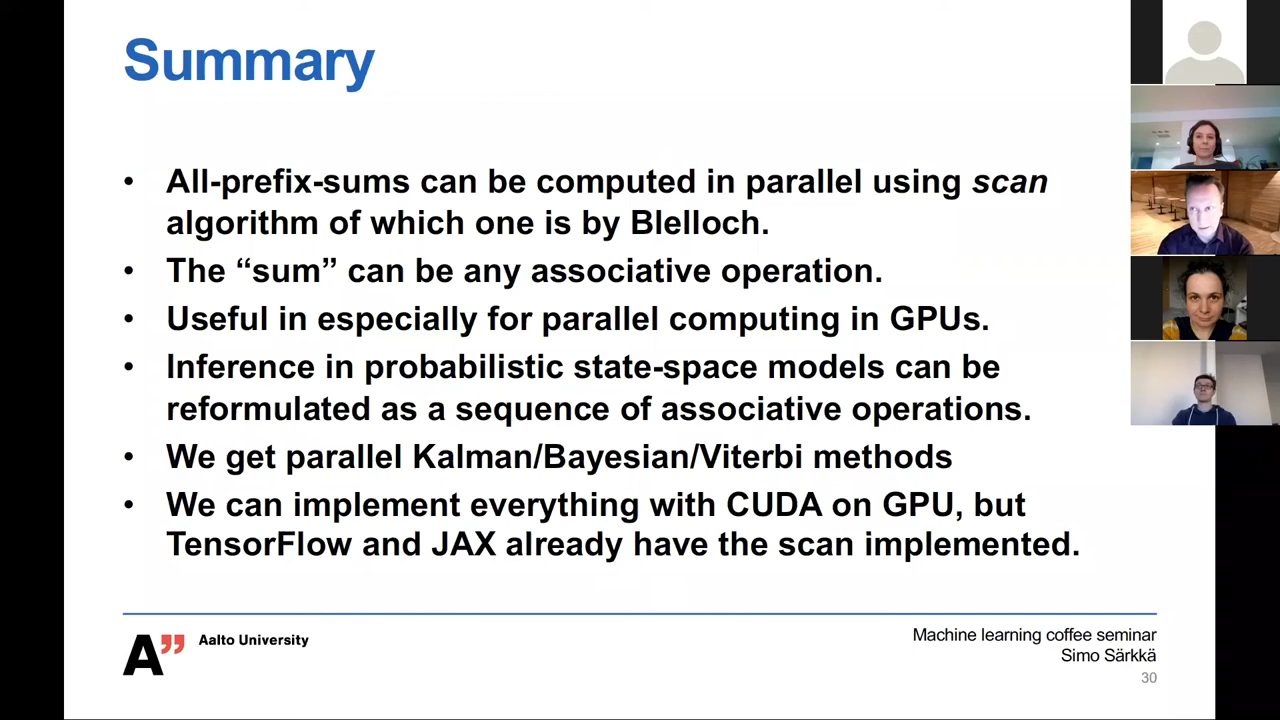 Summary
• All-prefix-sums can be computed in parallel using scan
algorithm of which one is by Blelloch.
• The “sum” can be any associative operation.
• Useful in especially for parallel computing in GPUs.
• Inference in probabilistic state-space models can be
reformulated as a sequence of associative operations.
• We get parallel Kalman/Bayesian/Viterbi methods
• We can implement everything with CUDA on GPU, but
TensorFlow and JAX already have the scan implemented.
A”
Aalto University
Machine learning coffee seminar
Simo Särkkä
30